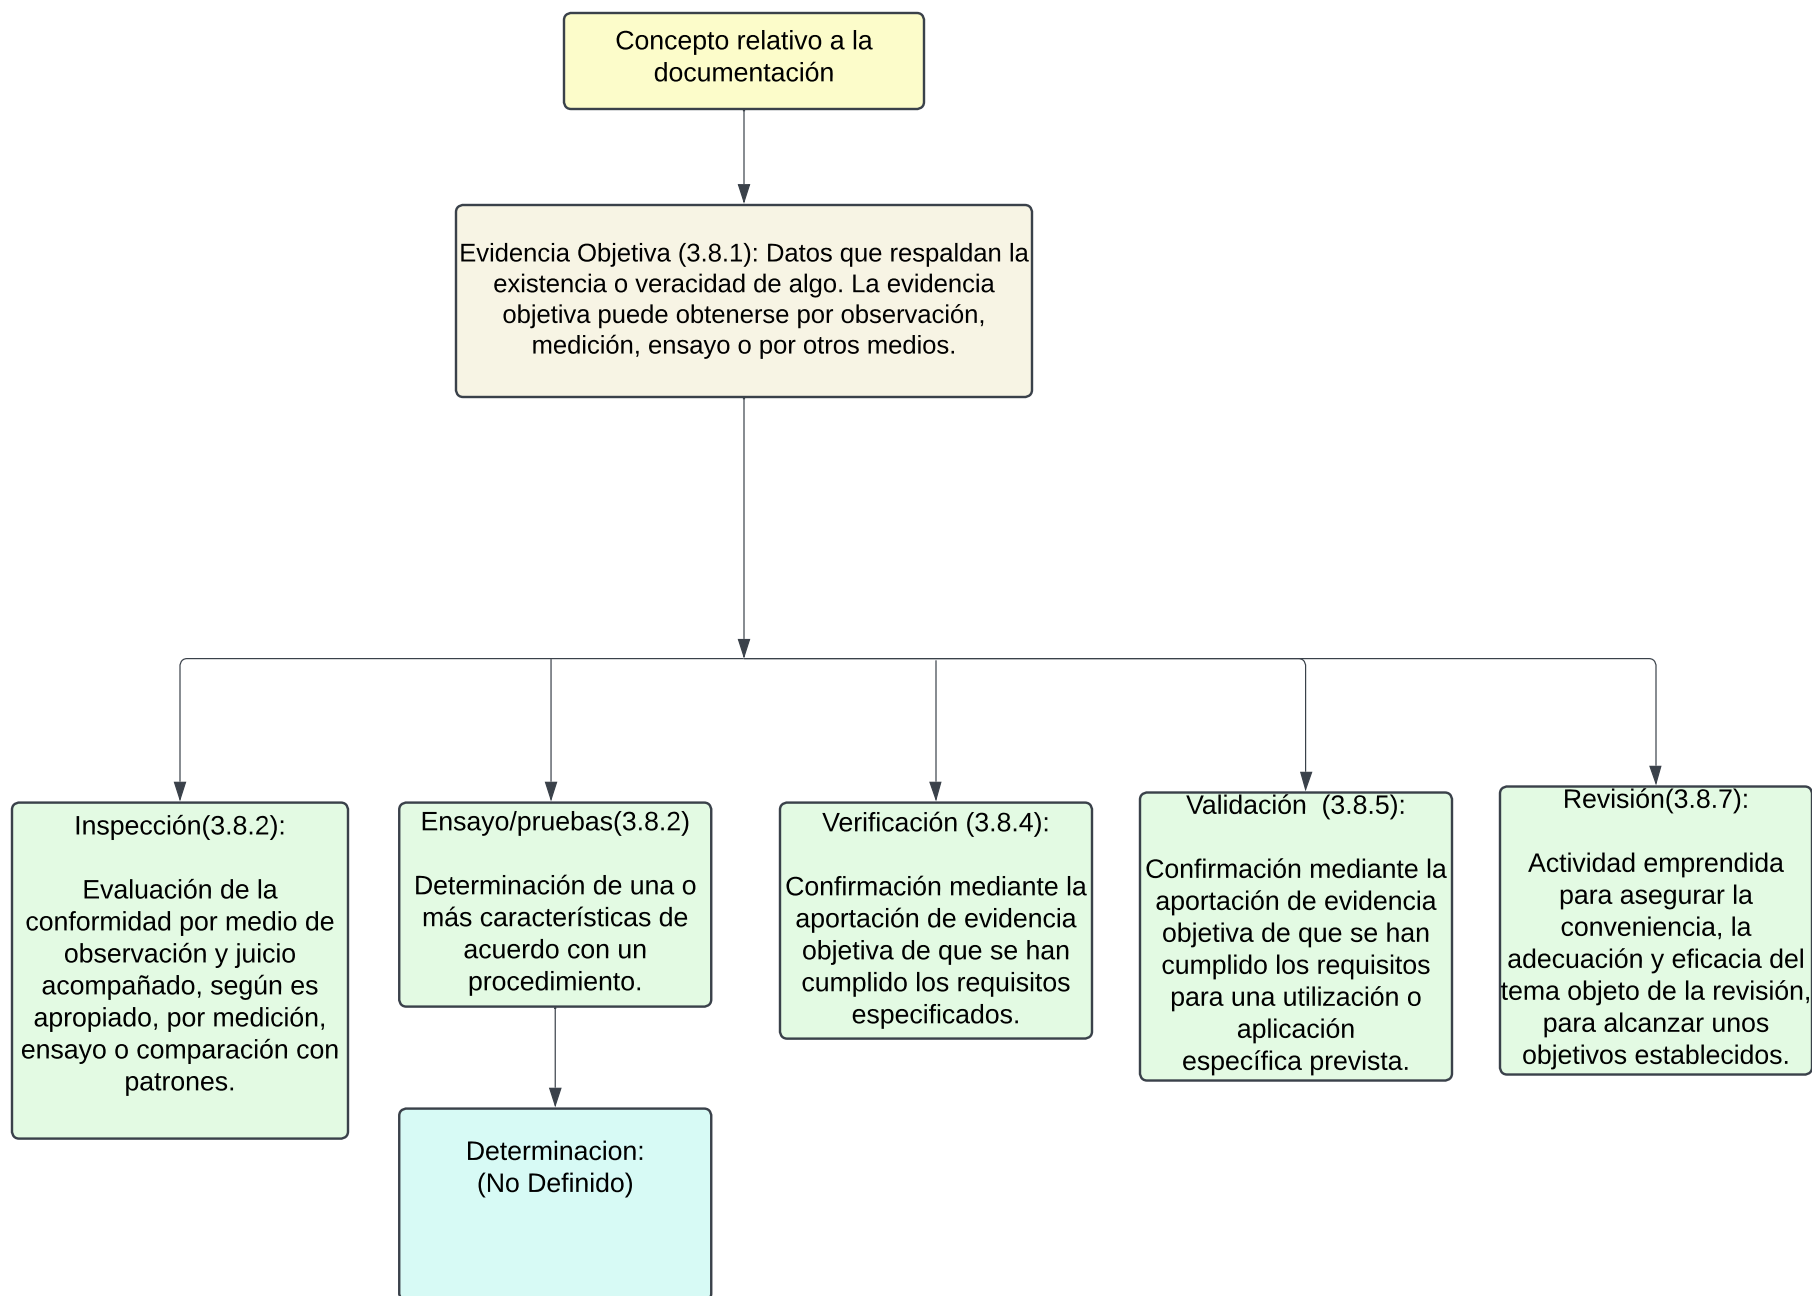 Concepto relativo a la
documentación
Evidencia Objetiva (3.8.1): Datos que respaldan la
existencia o veracidad de algo. La evidencia
objetiva puede obtenerse por observación,
medición, ensayo o por otros medios.
Inspección(3.8.2):
Evaluación de la
conformidad por medio de
observación y juicio
acompañado, según es
apropiado, por medición,
ensayo o comparación con
patrones.
Ensayo/pruebas(3.8.2)
Determinación de una o
más características de
acuerdo con un
procedimiento.
Verificación (3.8.4):
Confirmación mediante la
aportación de evidencia
objetiva de que se han
cumplido los requisitos
especificados.
Validación  (3.8.5):
Confirmación mediante la
aportación de evidencia
objetiva de que se han
cumplido los requisitos
para una utilización o
aplicación
específica prevista.
Revisión(3.8.7):
Actividad emprendida
para asegurar la
conveniencia, la
adecuación y eficacia del
tema objeto de la revisión,
para alcanzar unos
objetivos establecidos.
Determinacion:
(No Definido)